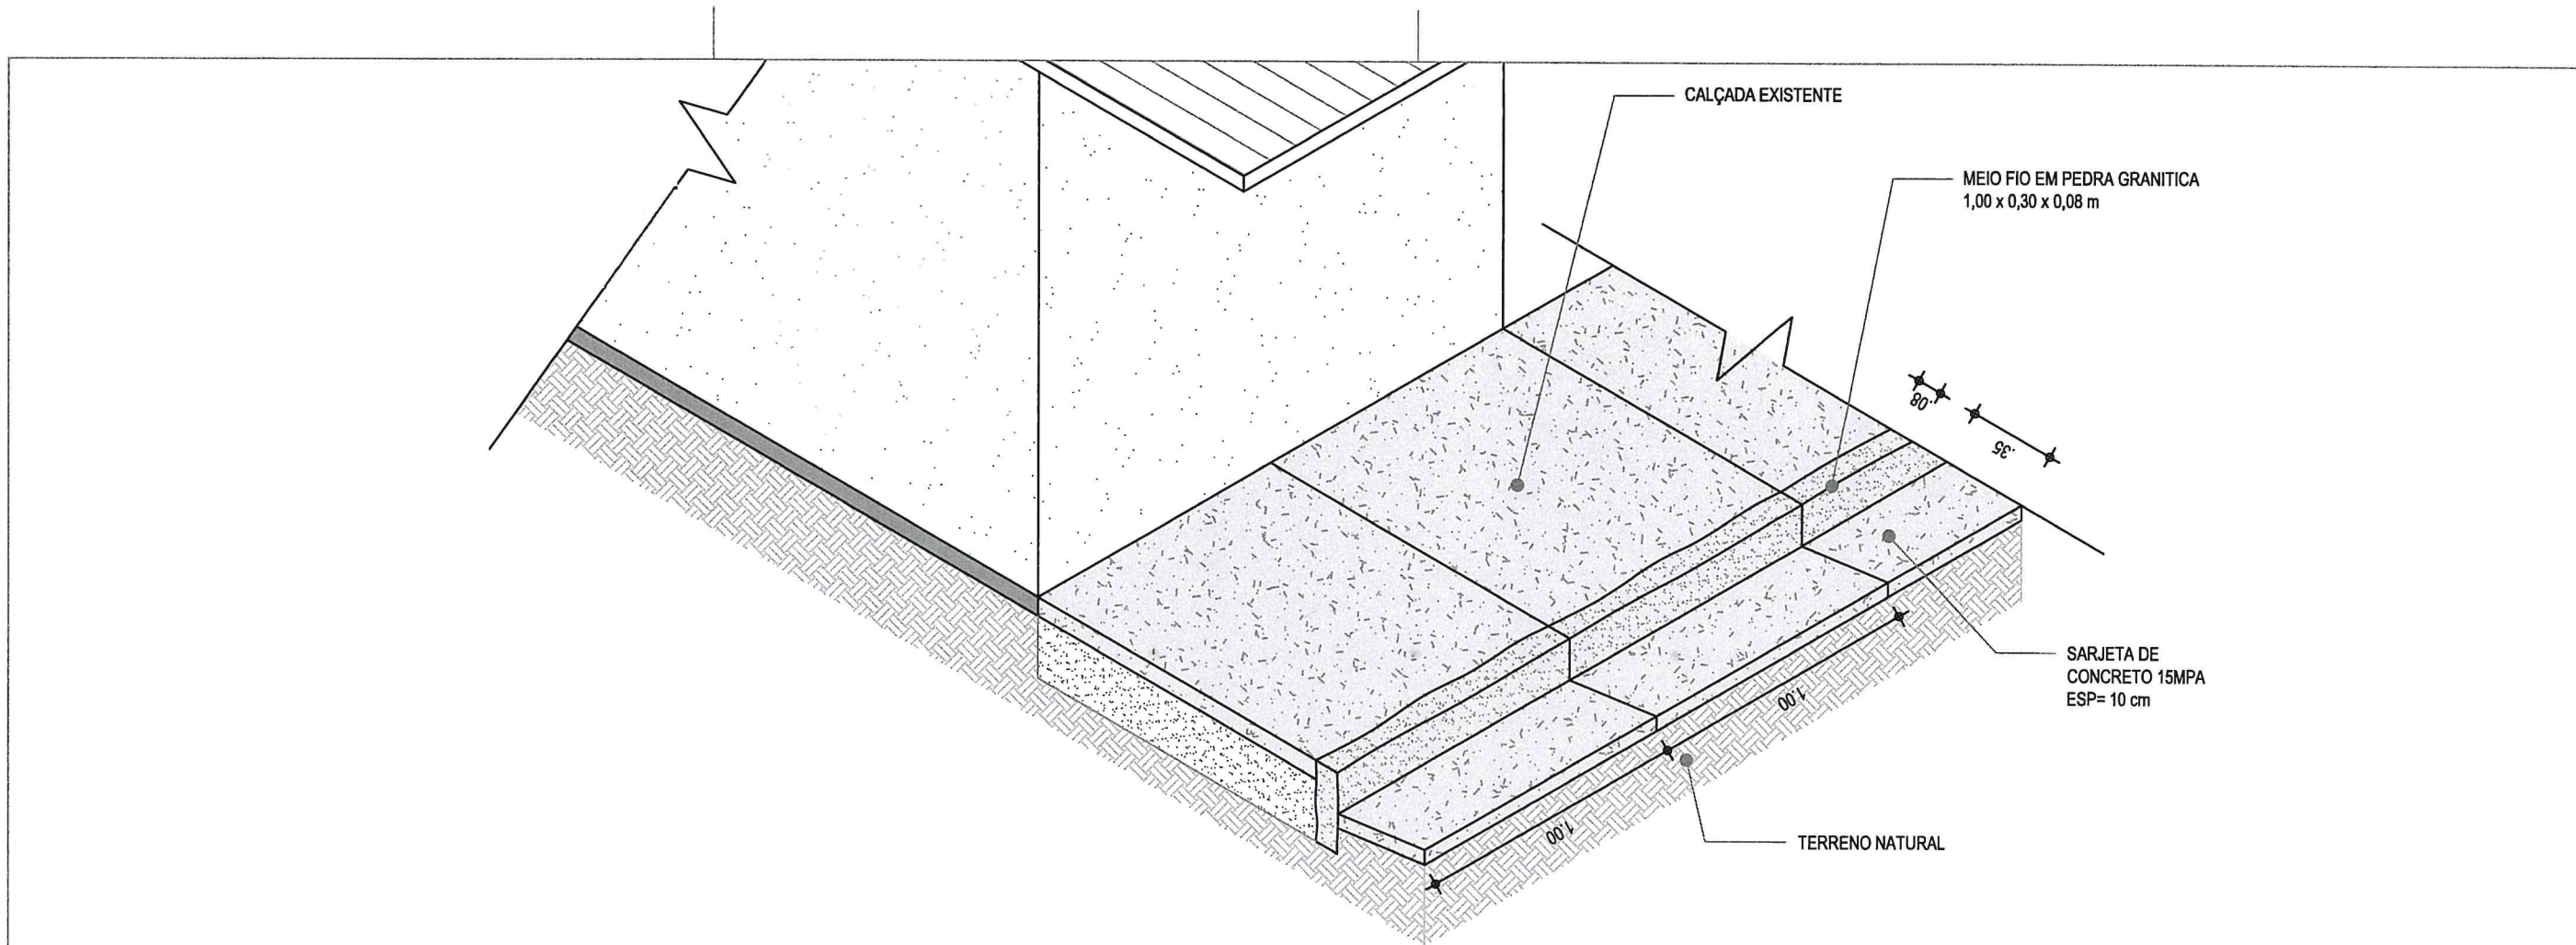 CALÇADA EXISTENTE
MEIO FIO EM PEDRA GRANITICA
1,00 x 0,30 x 0,08 m
.08
.35
SARJETA DE
CONCRETO 15MPA
ESP= 10 cm
1.00
1.00
TERRENO NATURAL